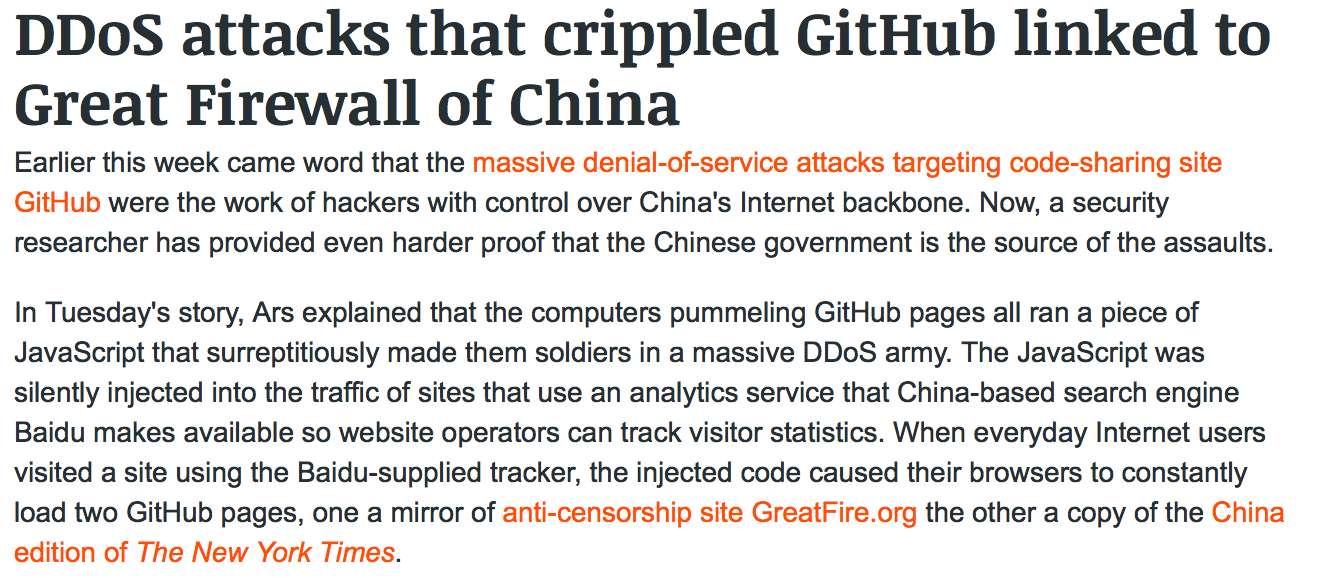 DDoS attacks that crippled GitHub linked to
Great Firewall of China
Earlier this week came word that the massive denial-of-service attacks targeting code-sharing site
GitHub were the work of hackers with control over China's Internet backbone. Now, a security
researcher has provided even harder proof that the Chinese government is the source of the assaults.
In Tuesday's story, Ars explained that the computers pummeling GitHub pages all ran a piece of
JavaScript that surreptitiously made them soldiers in a massive DDoS army. The JavaScript was
silently injected into the traffic of sites that use an analytics service that China-based search engine
Baidu makes available so website operators can track visitor statistics. When everyday Internet users
visited a site using the Baidu-supplied tracker, the injected code caused their browsers to constantly
load two GitHub pages, one a mirror of anti-censorship site GreatFire.org the other a copy of the China
edition of The New York Times.